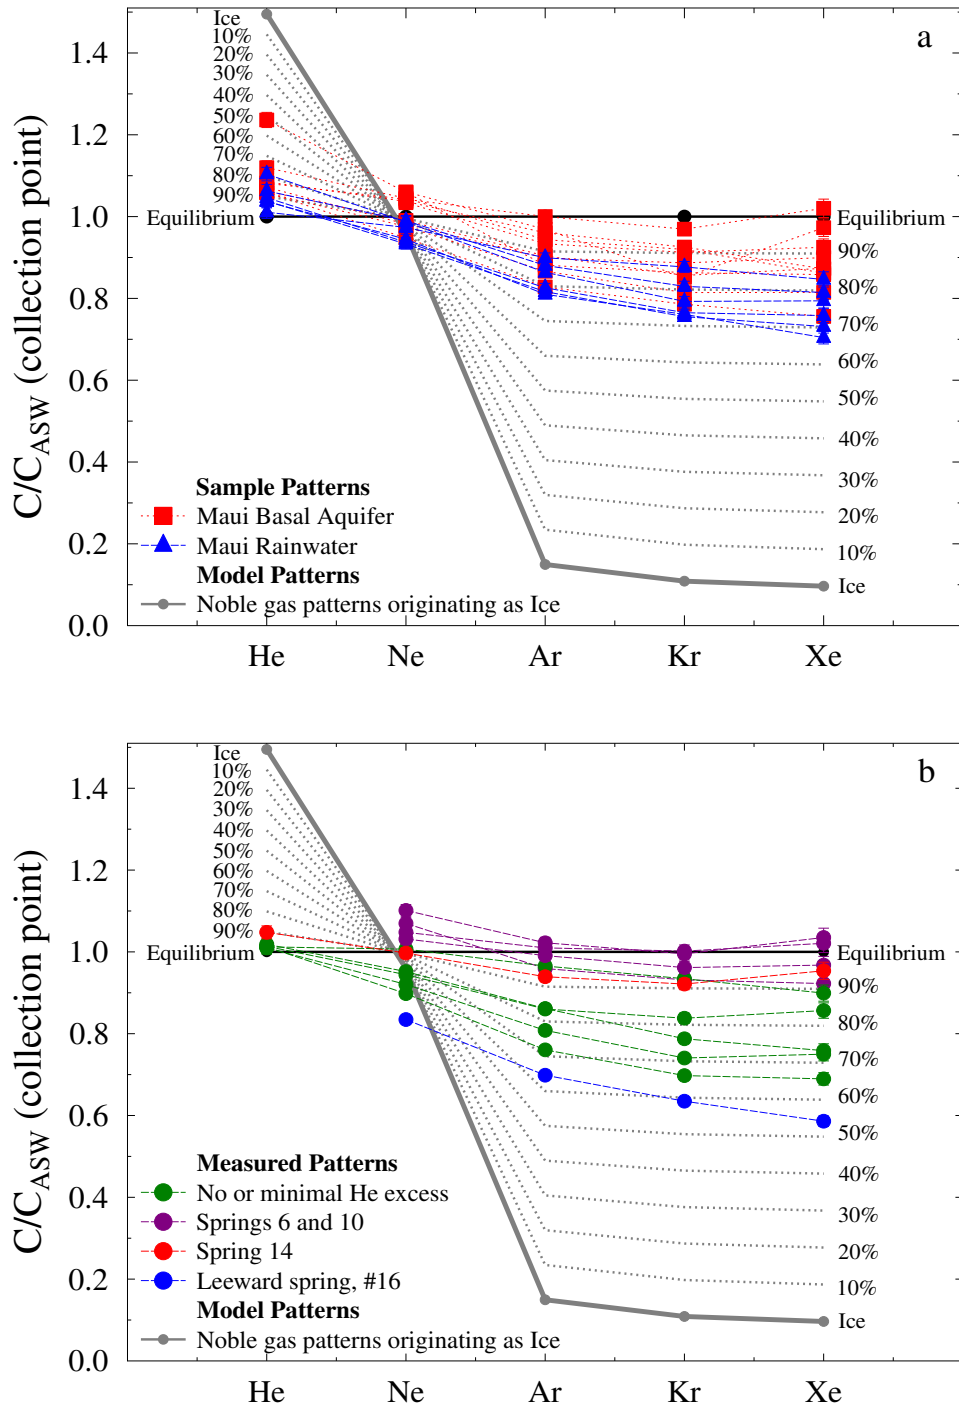 a
C/C_ASW (collection point)
1.4
1.2
1.0
0.8
0.6
0.4
0.2
0.0
Ice
10%
20%
30%
40%
50%
60%
70%
80%
90%
Equilibrium
Equilibrium
90%
80%
70%
60%
50%
40%
30%
20%
10%
Ice
Sample Patterns
Maui Basal Aquifer
Maui Rainwater
Model Patterns
Noble gas patterns originating as Ice
He Ne Ar Kr Xe
b
C/C_ASW (collection point)
1.4
1.2
1.0
0.8
0.6
0.4
0.2
0.0
Ice
10%
20%
30%
40%
50%
60%
70%
80%
90%
Equilibrium
Equilibrium
90%
80%
70%
60%
50%
40%
30%
20%
10%
Ice
Measured Patterns
No or minimal He excess
Springs 6 and 10
Spring 14
Leeward spring, #16
Model Patterns
Noble gas patterns originating as Ice
He Ne Ar Kr Xe